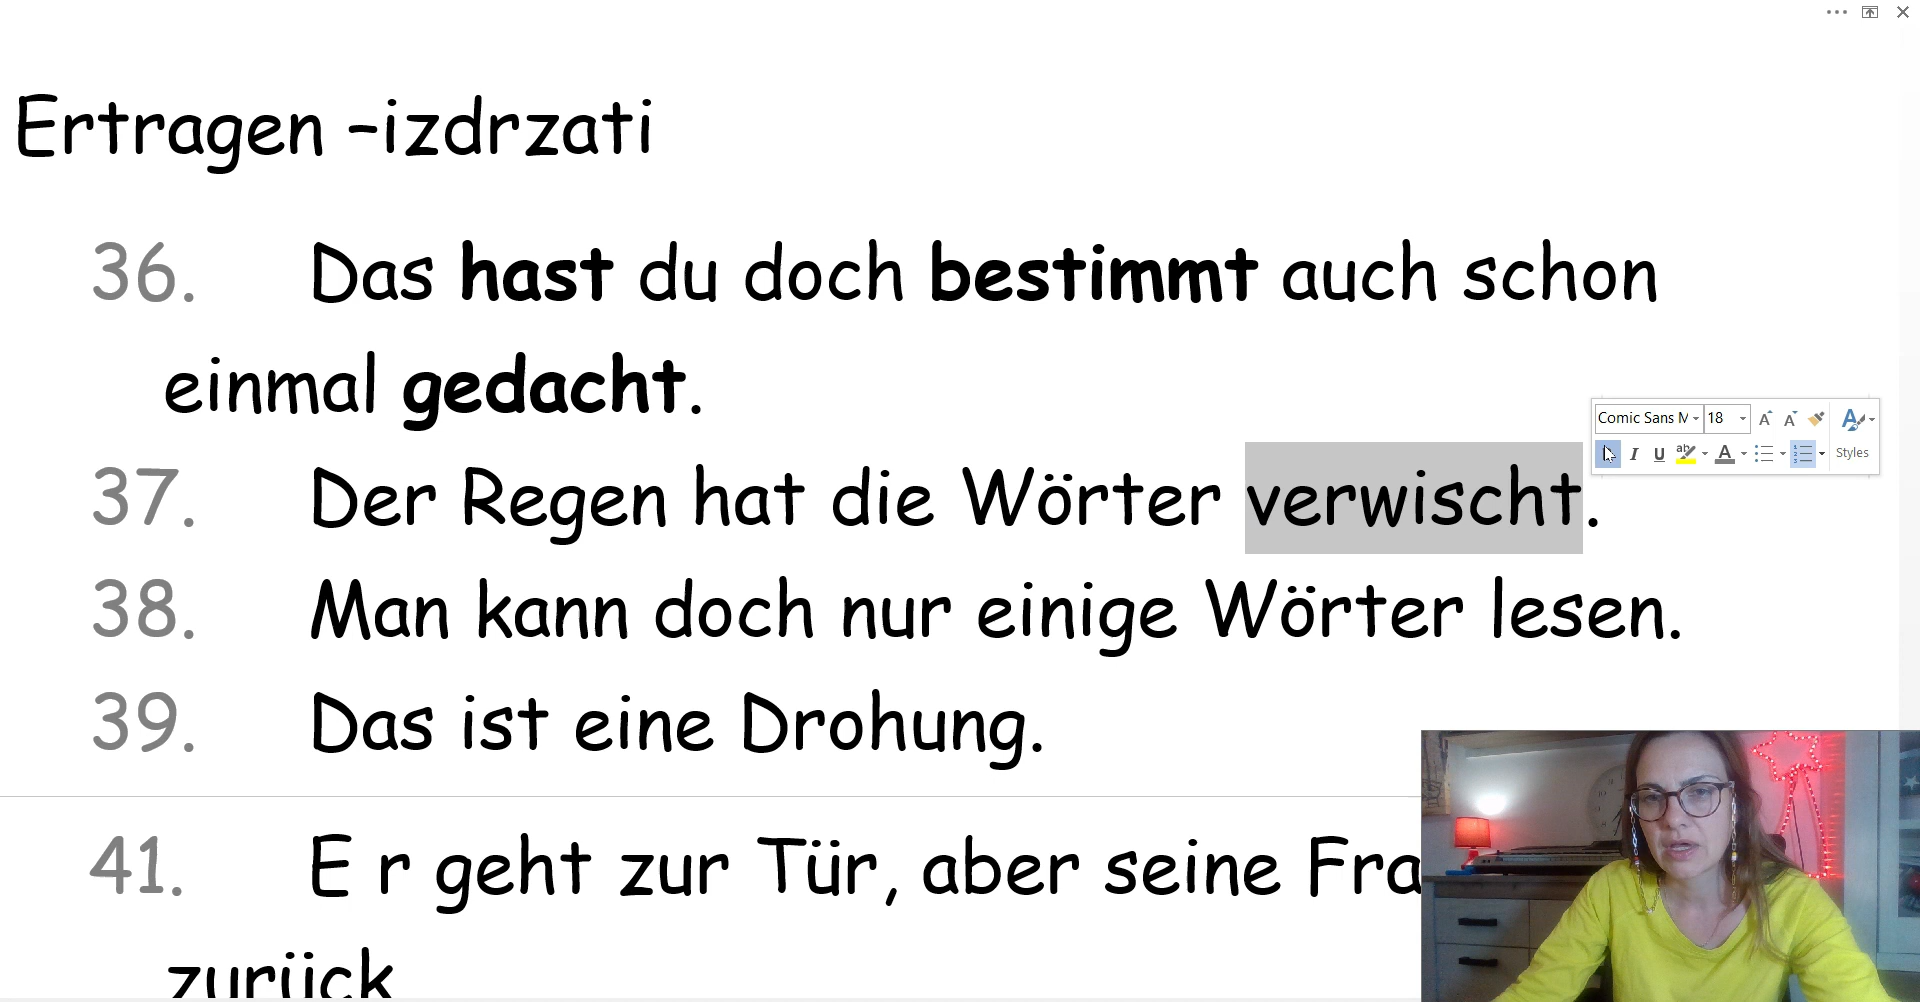 Ertragen –izdrzati
36. Das hast du doch bestimmt auch schon
einmal gedacht.
Comic Sans M 18
Styles
37. Der Regen hat die Wörter verwischt.
38. Man kann doch nur einige Wörter lesen.
39. Das ist eine Drohung.
41. E r geht zur Tür, aber seine Fra
zurück